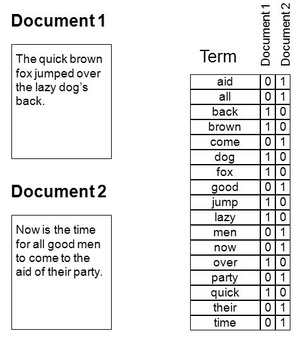 Document 1
The quick brown
fox jumped over
the lazy dog's
back.
Document 2
Now is the time
for all good men
to come to the
aid of their party.
Term Document 1 Document 2
aid 0 1
all 0 1
back 1 0
brown 1 0
come 0 1
dog 1 0
fox 1 0
good 0 1
jump 1 0
lazy 1 0
men 0 1
now 0 1
over 1 0
party 0 1
quick 1 0
their 0 1
time 0 1